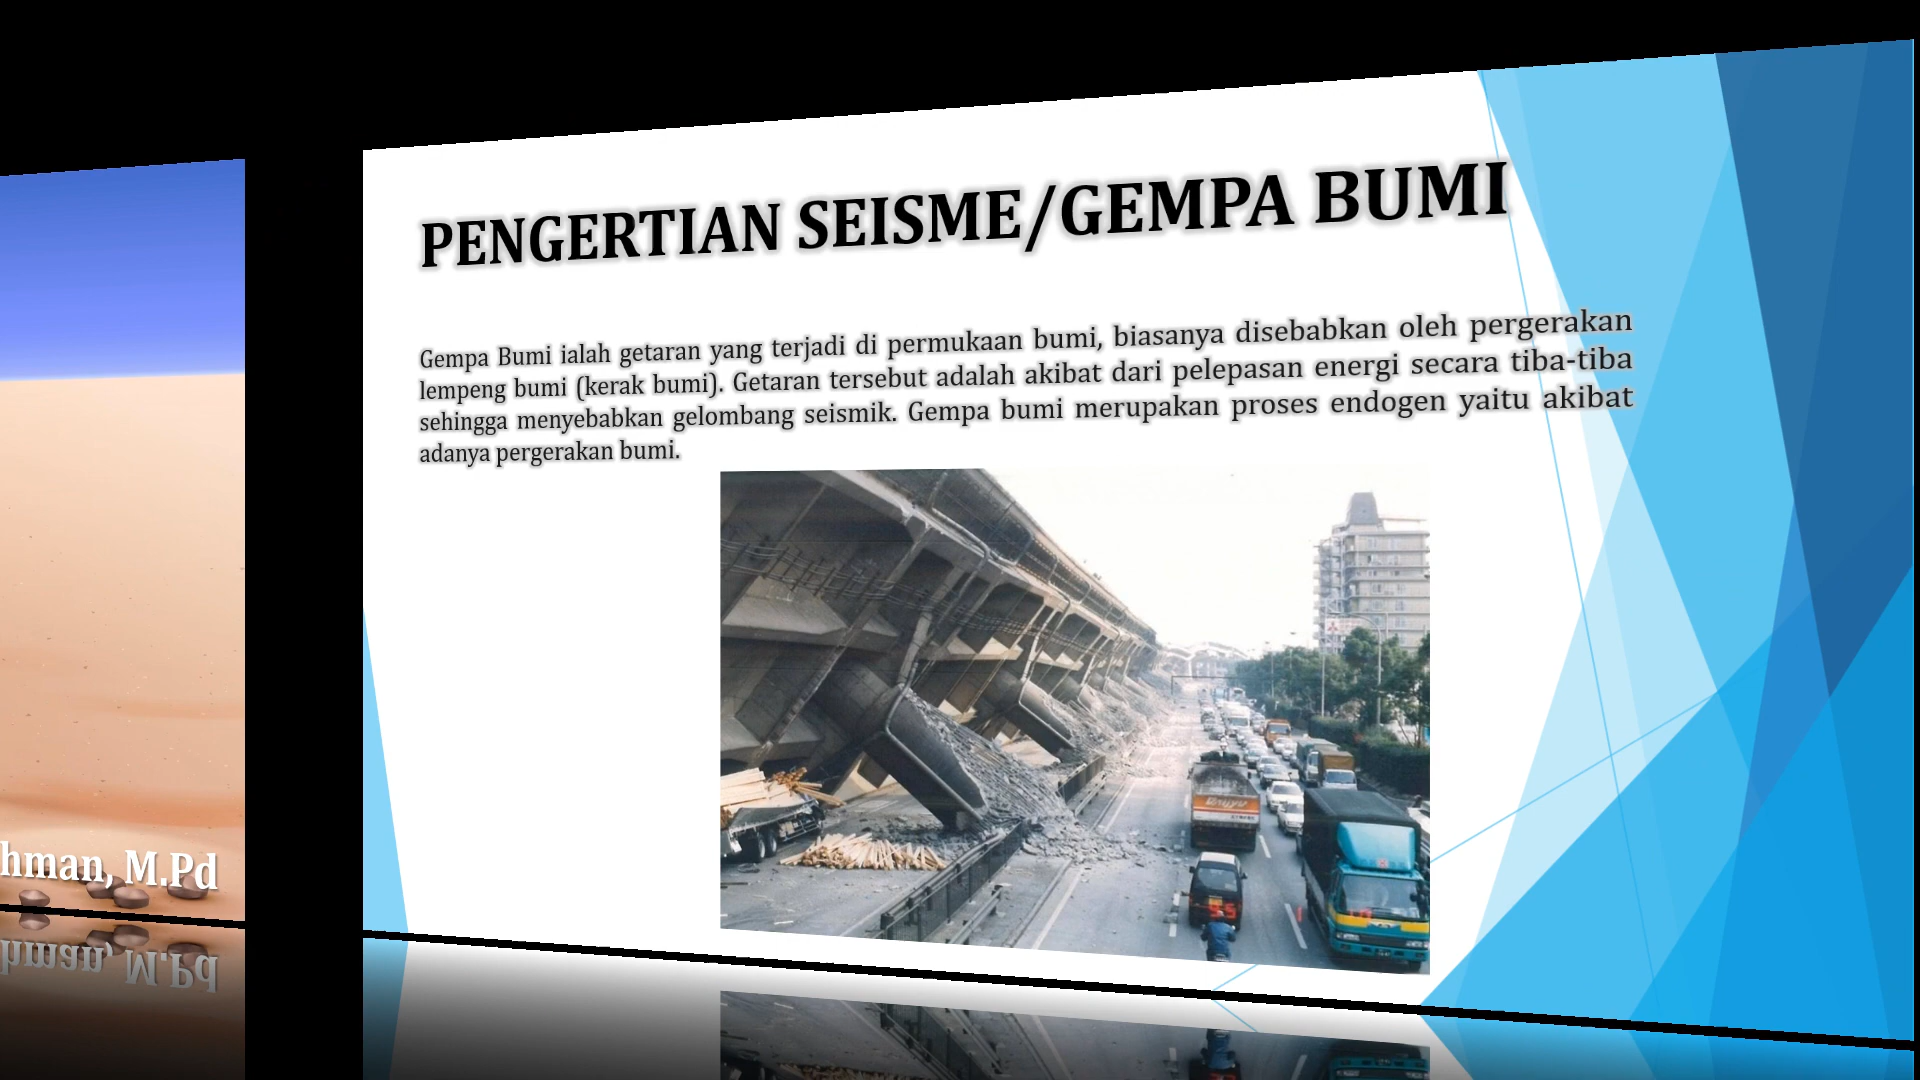 PENGERTIAN SEISME/GEMPA BUMI
Gempa Bumi ialah getaran yang terjadi di permukaan bumi, biasanya disebabkan oleh pergerakan
lempeng bumi (kerak bumi). Getaran tersebut adalah akibat dari pelepasan energi secara tiba-tiba
sehingga menyebabkan gelombang seismik. Gempa bumi merupakan proses endogen yaitu akibat
adanya pergerakan bumi.
hman, M.Pd